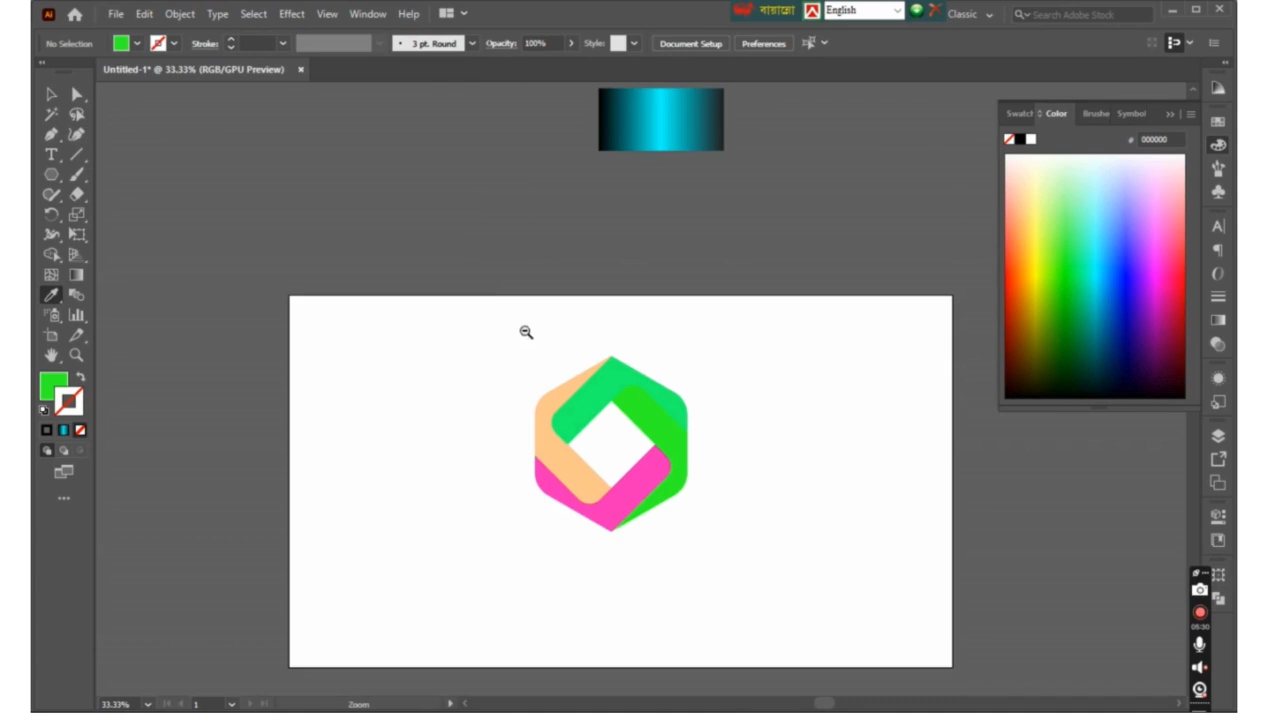 Ai File Edit Object Type Select Effect View Window Help বায়ান্নো English Classic Search Adobe Stock
No Selection Stroke: 3 pt. Round Opacity: 100% Style: Document Setup Preferences
Untitled-1* @ 33.33% (RGB/GPU Preview)
Swatch Color Brushe Symbol
# 000000
05:30
33.33% 1 Zoom